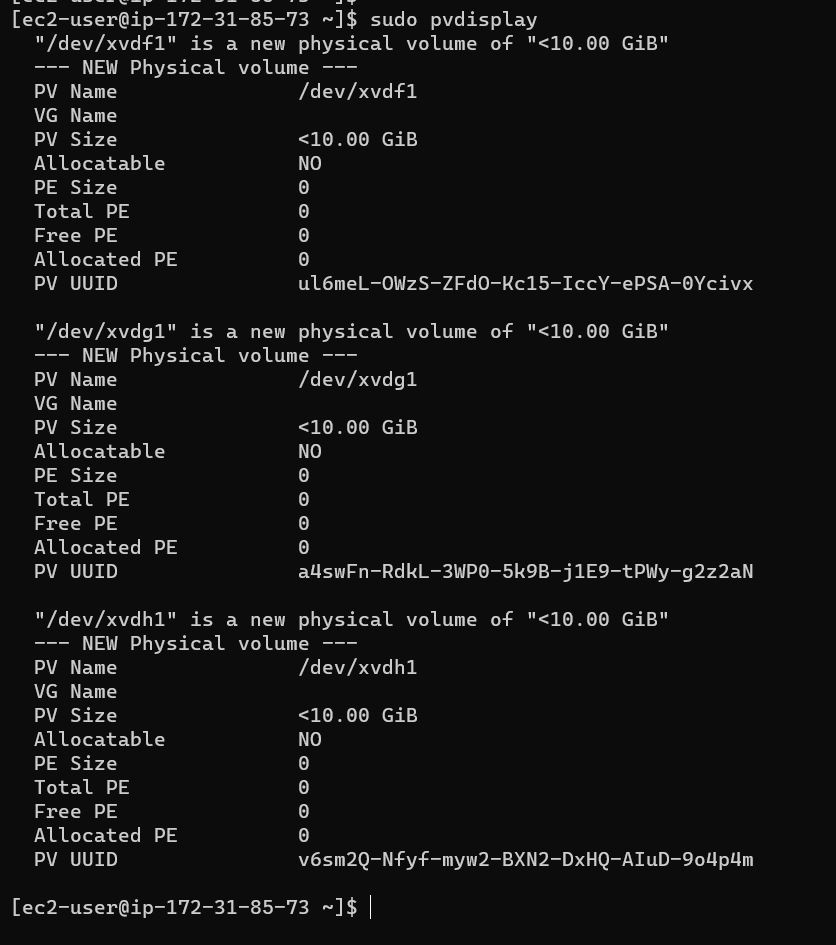 [ec2-user@ip-172-31-85-73 ~]$ sudo pvdisplay
  "/dev/xvdf1" is a new physical volume of "<10.00 GiB"
  --- NEW Physical volume ---
  PV Name               /dev/xvdf1
  VG Name
  PV Size               <10.00 GiB
  Allocatable           NO
  PE Size               0
  Total PE              0
  Free PE               0
  Allocated PE          0
  PV UUID               ul6meL-OWzS-ZFdO-Kc15-IccY-ePSA-0Ycivx

  "/dev/xvdg1" is a new physical volume of "<10.00 GiB"
  --- NEW Physical volume ---
  PV Name               /dev/xvdg1
  VG Name
  PV Size               <10.00 GiB
  Allocatable           NO
  PE Size               0
  Total PE              0
  Free PE               0
  Allocated PE          0
  PV UUID               a4swFn-RdkL-3WP0-5k9B-j1E9-tPWy-g2z2aN

  "/dev/xvdh1" is a new physical volume of "<10.00 GiB"
  --- NEW Physical volume ---
  PV Name               /dev/xvdh1
  VG Name
  PV Size               <10.00 GiB
  Allocatable           NO
  PE Size               0
  Total PE              0
  Free PE               0
  Allocated PE          0
  PV UUID               v6sm2Q-Nfyf-myw2-BXN2-DxHQ-AIuD-9o4p4m

[ec2-user@ip-172-31-85-73 ~]$